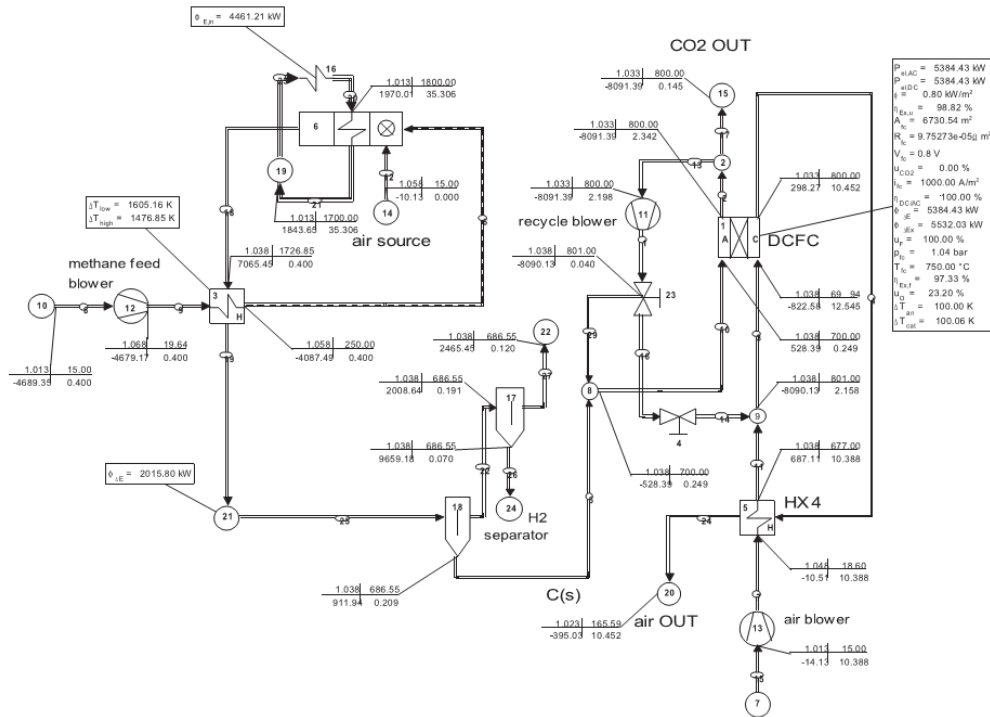 ϕ E,in = 4461.21 kW
CO2 OUT
16
1.013 1800.00
1970.01 35.306
6
19
1.058 15.00
-10.13 0.000
14
21
1.013 1700.00
1843.65 35.306
air source
ΔT low = 1605.16 K
ΔT high = 1476.85 K
1.038 1726.85
7065.45 0.400
methane feed
blower
10
12
3
H
1.013 15.00
-4689.35 0.400
1.068 19.64
-4679.17 0.400
1.058 250.00
-4087.49 0.400
ϕ ΔE = 2015.80 kW
21
25
1.038 686.55
2465.45 0.120
22
1.038 686.55
2008.64 0.191
17
1.038 686.55
9659.18 0.070
24
H2
separator
18
1.038 686.55
911.94 0.209
C(s)
1.033 800.00
-8091.39 0.145
15
1.033 800.00
-8091.39 2.342
2
1.033 800.00
-8091.39 2.198
recycle blower
11
1
A
C
DCFC
1.033 800.00
298.27 10.452
1.038 801.00
-8090.13 0.040
23
-822.58 12.545
1.038 700.00
528.39 0.249
8
1.038 801.00
-8090.13 2.158
9
4
1.038 700.00
-528.39 0.249
1.038 677.00
687.11 10.388
HX 4
5
H
24
1.048 18.60
-10.51 10.388
20
1.023 165.59
-395.03 10.452
air OUT
13
air blower
1.013 15.00
-14.13 10.388
7
P el,AC = 5384.43 kW
P el,DC = 5384.43 kW
= 0.80 kW/m²
η Ex,u = 98.82 %
A fc = 6730.54 m²
R fc = 9.75273e-05Ω m²
V fc = 0.8 V
u CO2 = 0.00 %
i fc = 1000.00 A/m²
η DC/AC = 100.00 %
ϕ ΔE = 5384.43 kW
ϕ ΔEx = 5532.03 kW
u F = 100.00 %
p fc = 1.04 bar
T fc = 750.00 °C
η Ex,f = 97.33 %
u O = 23.20 %
ΔT an = 100.00 K
ΔT cat = 100.06 K